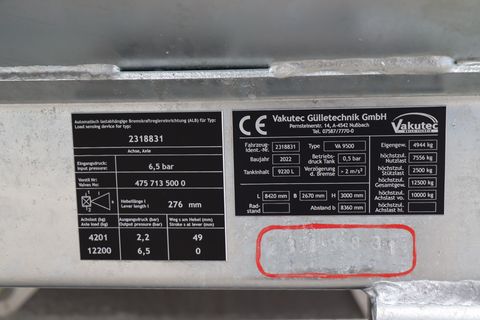 Automatisch lastabhängige Bremskraftreglereinrichtung (ALB) für Typ:
Load sensing device for type:
2318831
Achse, Axle
Eingangsdruck:
Input pressure:
6,5 bar
Ventil Nr:
Valves No:
475 713 500 0
Hebellänge l
Lever length l
276 mm
Achslast (kg)
Axle load (kg)
Ausgangsdruck (bar)
Output pressure (bar)
Weg s am Hebel (mm)
Stroke s at lever (mm)
4201 2,2 49
12200 6,5 0
CE
Vakutec Gülletechnik GmbH
Pernsteinerstr. 14, A-4542 Nußbach
Tel. 07587/7770-0
Vakutec
Fahrzeug-
Ident.-Nr.
2318831
Type VA 9500
Baujahr 2022
Betriebs-
druck Tank
0,5 bar
Tankinhalt 9220 L
Verzögerung
d. Bremse
- 2 m/s²
L 8420 mm B 2670 mm H 3000 mm
Rad-
stand
Abstand b 8360 mm
Eigengew. 4944 kg
höchstzul.
Nutzlast
7556 kg
höchstzul.
Stützlast
2500 kg
höchstzul.
Gesamtgew.
12500 kg
höchstzul.
Achslast vo.
10000 kg
höchstzul.
Achslast hi.